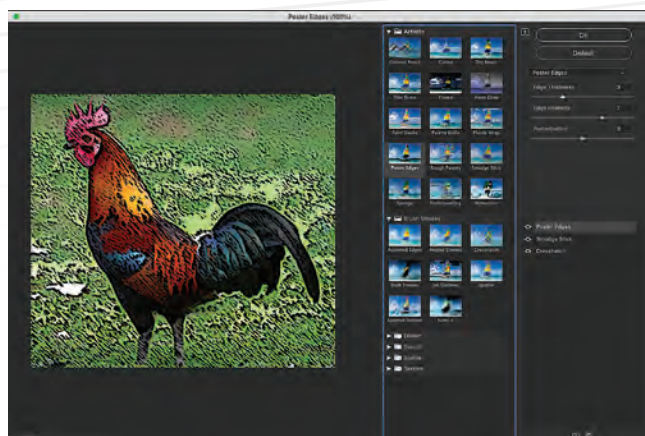 Poster Edges (100%)
Artistic
Colored Pencil Cutout Dry Brush
Film Grain Fresco Neon Glow
Paint Daubs Palette Knife Plastic Wrap
Poster Edges Rough Pastels Smudge Stick
Sponge Underpainting Watercolor
Brush Strokes
Accented Edges Angled Strokes Crosshatch
Dark Strokes Ink Outlines Spatter
Sprayed Strokes Sumi-e
Distort
Stylize
Texture
OK
Default
Poster Edges
Edge Thickness
Edge Intensity
Posterization
Poster Edges
Smudge Stick
Crosshatch